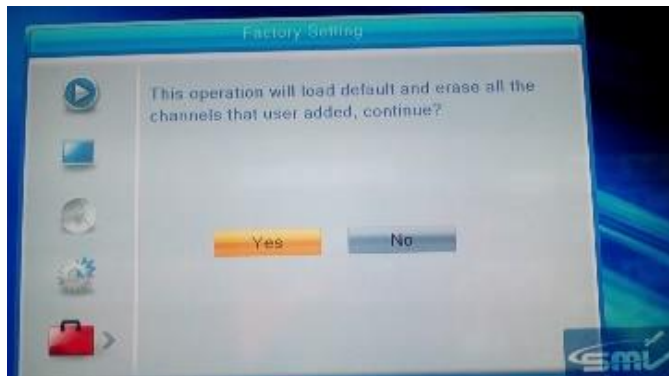 Factory Setting
This operation will load default and erase all the
channels that user added, continue?
Yes
No